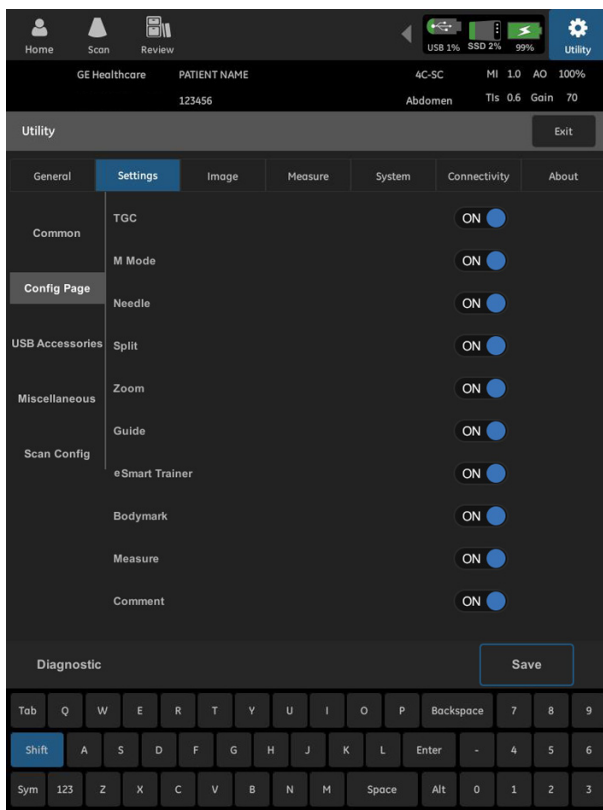 Home Scan Review USB 1% SSD 2% 99% Utility
GE Healthcare PATIENT NAME 4C-SC MI 1.0 AO 100%
123456 Abdomen TIs 0.6 Gain 70
Utility Exit
General Settings Image Measure System Connectivity About
Common
Config Page
USB Accessories
Miscellaneous
Scan Config
TGC ON
M Mode ON
Needle ON
Split ON
Zoom ON
Guide ON
eSmart Trainer ON
Bodymark ON
Measure ON
Comment ON
Diagnostic Save
Tab Q W E R T Y U I O P Backspace 7 8 9
Shift A S D F G H J K L Enter - 4 5 6
Sym 123 Z X C V B N M Space Alt 0 1 2 3